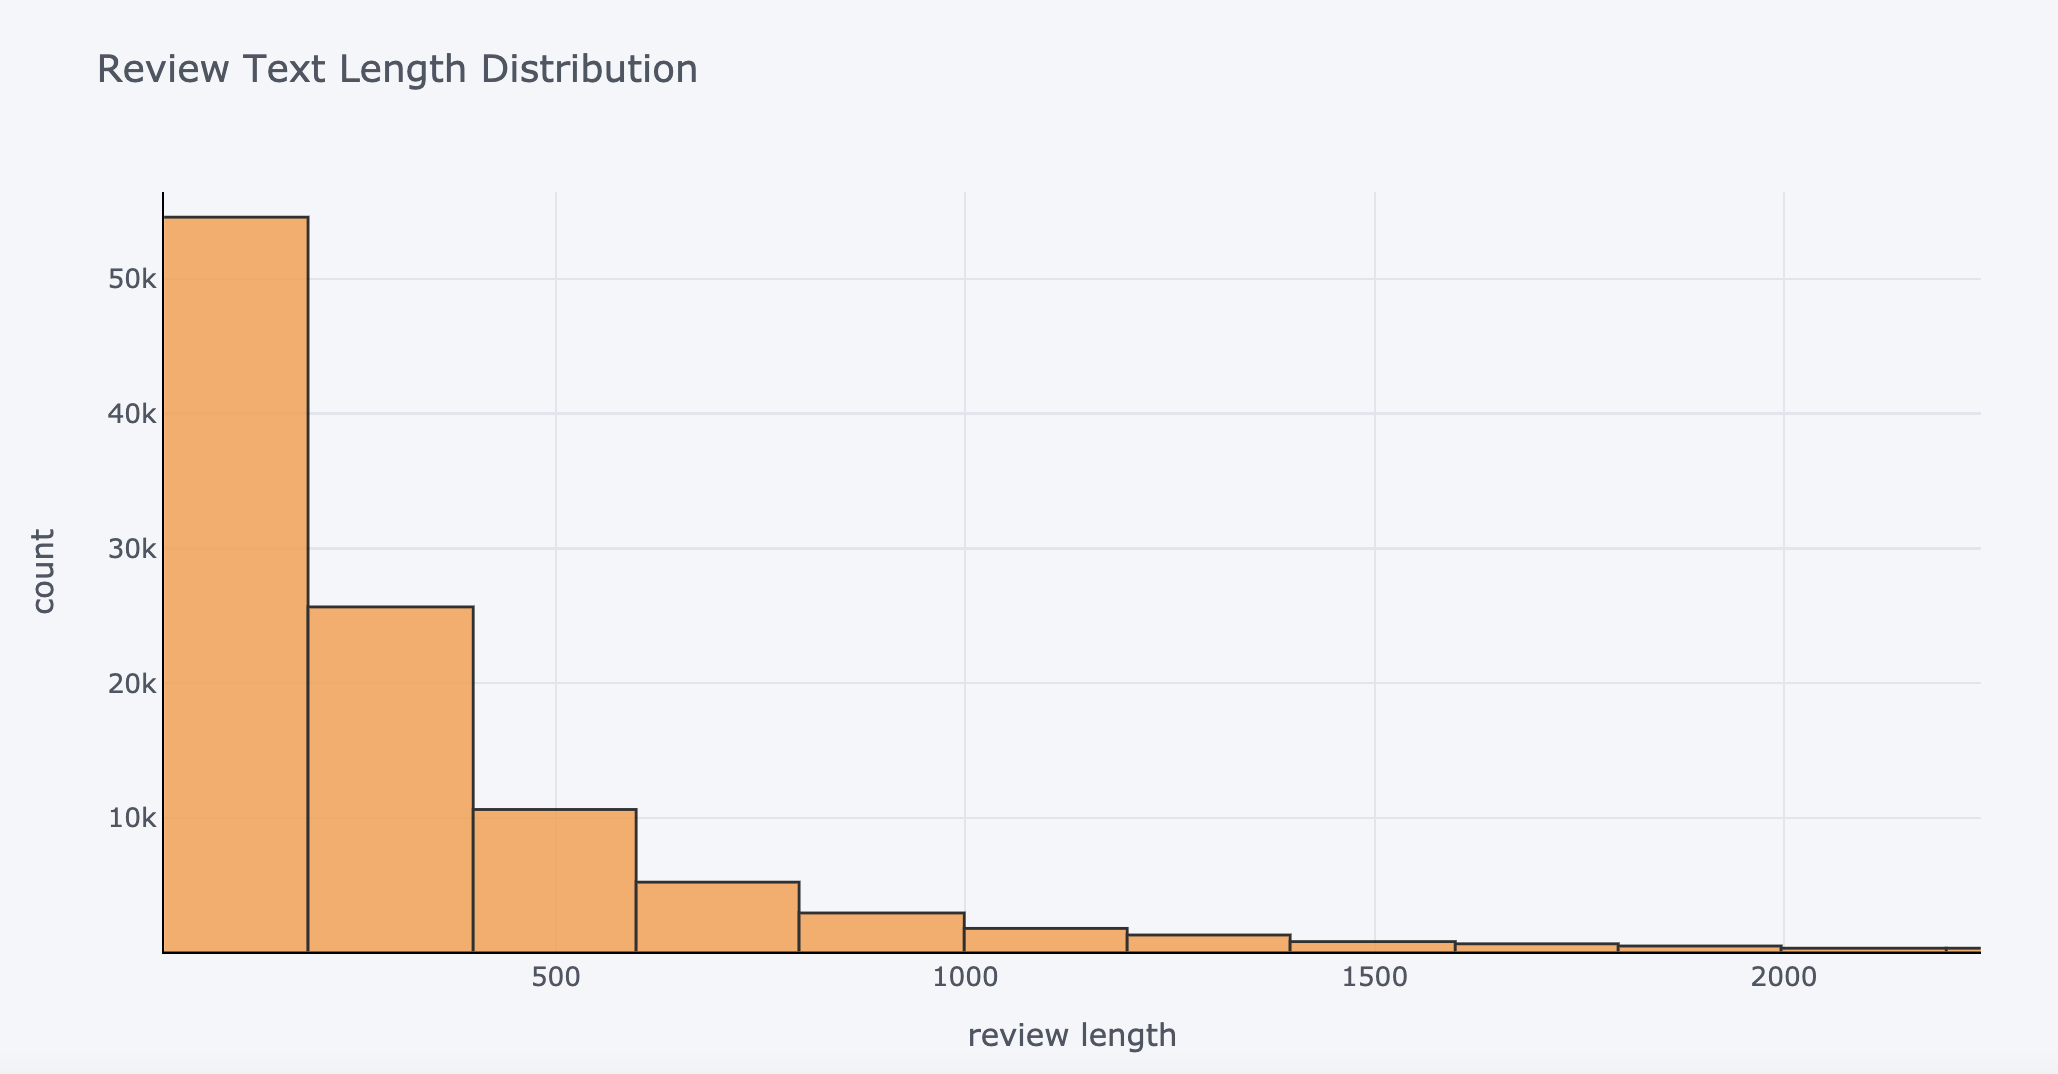 Review Text Length Distribution
50k
40k
30k
20k
10k
count
500 1000 1500 2000
review length